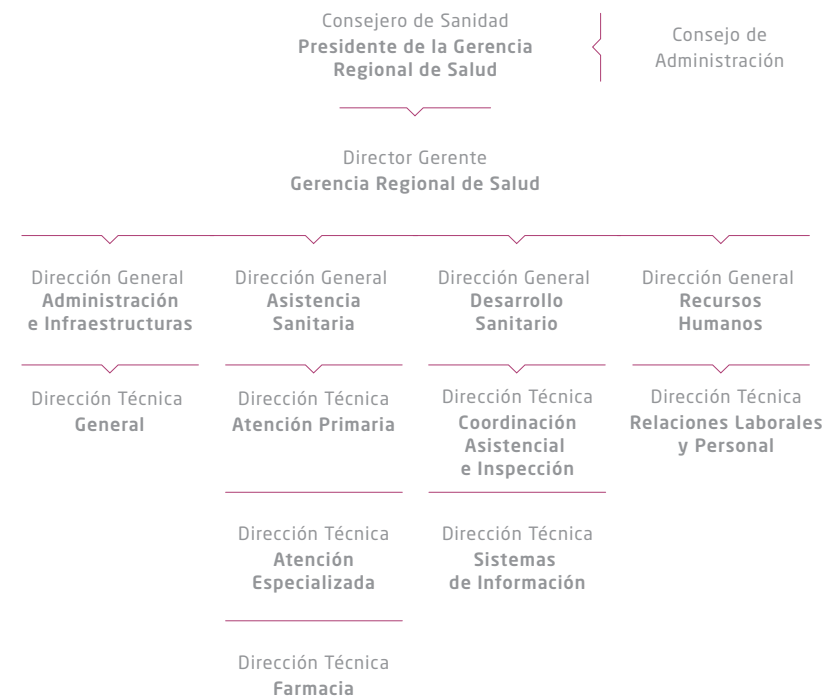 Consejero de Sanidad
Presidente de la Gerencia
Regional de Salud
Consejo de
Administración
Director Gerente
Gerencia Regional de Salud
Dirección General
Administración
e Infraestructuras
Dirección General
Asistencia
Sanitaria
Dirección General
Desarrollo
Sanitario
Dirección General
Recursos
Humanos
Dirección Técnica
General
Dirección Técnica
Atención Primaria
Dirección Técnica
Coordinación
Asistencial
e Inspección
Dirección Técnica
Relaciones Laborales
y Personal
Dirección Técnica
Atención
Especializada
Dirección Técnica
Sistemas
de Información
Dirección Técnica
Farmacia